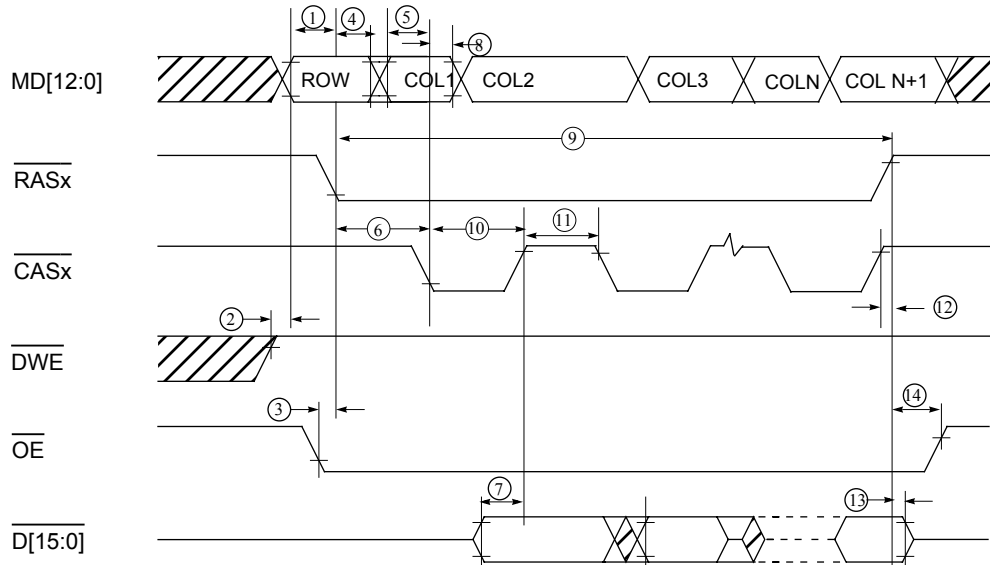 ① ④ ⑤
⑧
MD[12:0] ROW COL1 COL2 COL3 COLN COL N+1
⑨
RASx
⑥ ⑩ ⑪
CASx
②
⑫
DWE
③
⑭
OE
⑦
⑬
D[15:0]